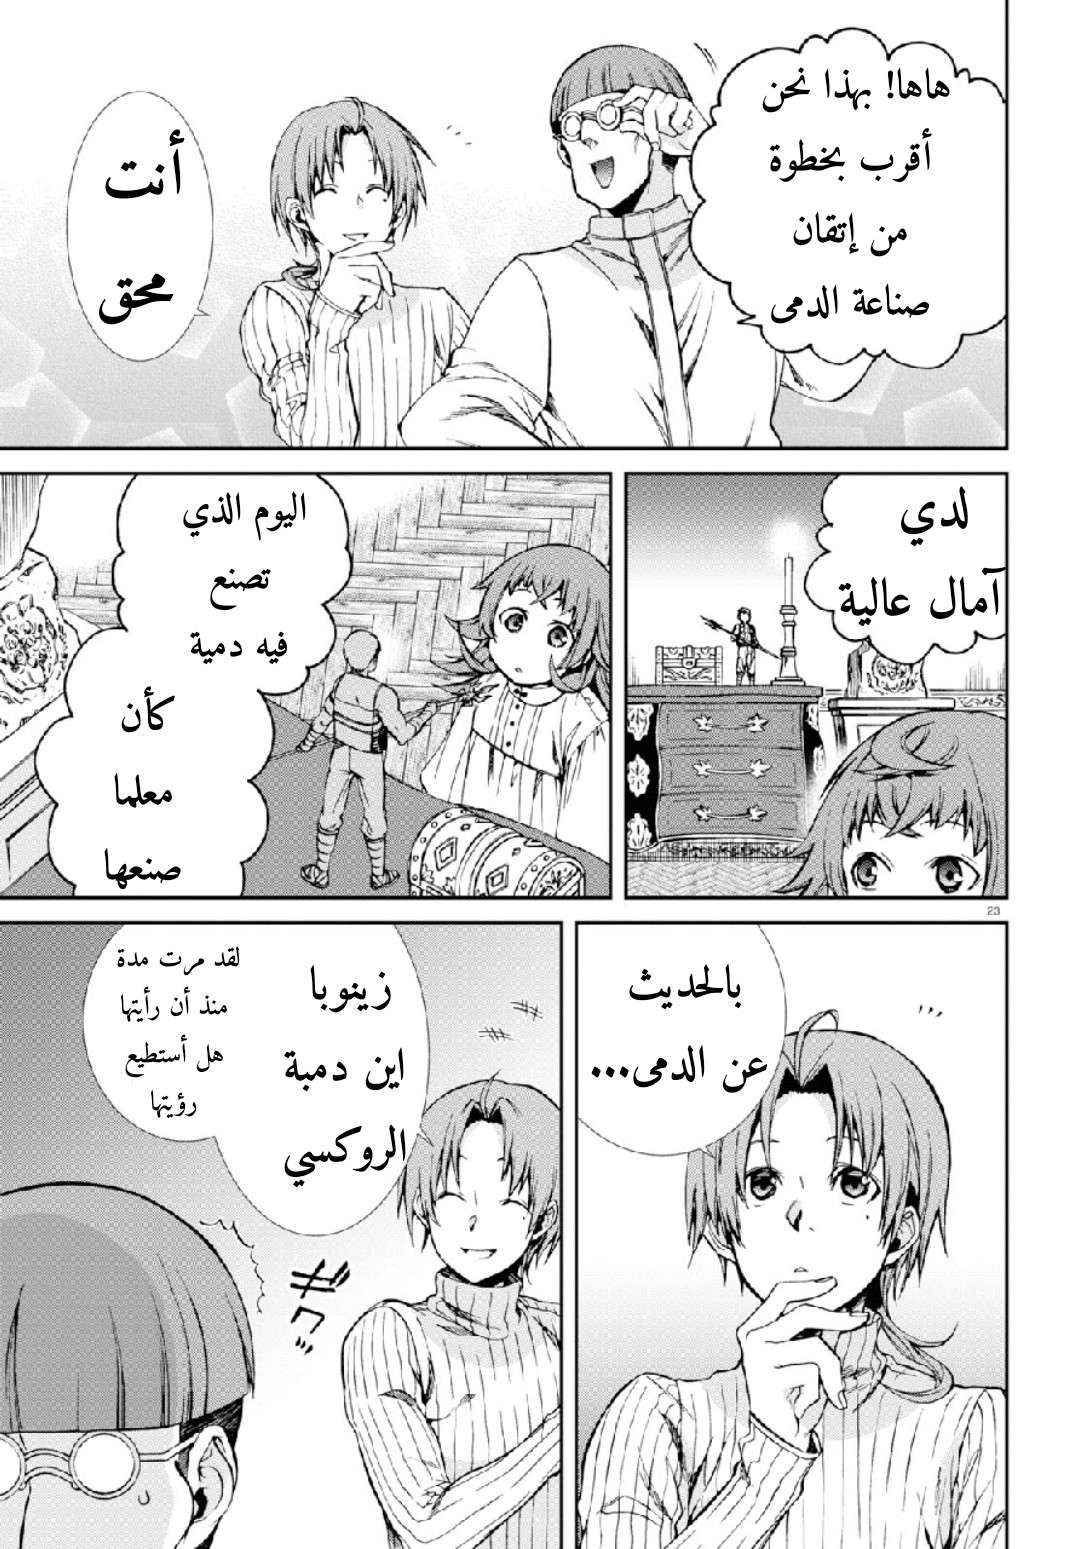 هاها! بهذا نحن
أقرب بخطوة
من إتقان
صناعة الدمى
أنت
محق
لدي
آمال عالية
اليوم الذي
تصنع
فيه دمية
كأن
معلما
صنعها
23
بالحديث
عن الدمى...
زينوبا
اين دمبة
الروكسي
لقد مرت مدة
منذ أن رأيتها
هل أستطيع
رؤيتها